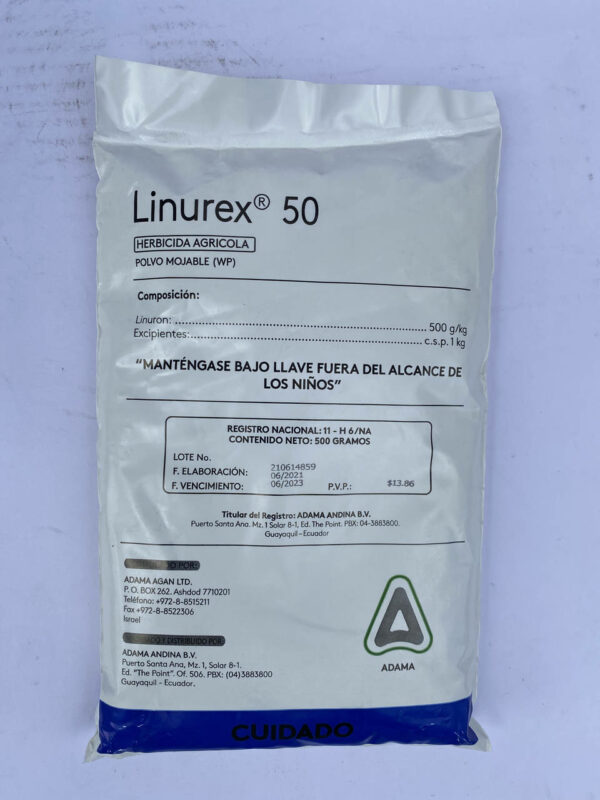 Linurex® 50
HERBICIDA AGRICOLA
POLVO MOJABLE (WP)
Composición:
Linuron: ........................................................................ 500 g/kg
Excipientes:.................................................................... c.s.p. 1 kg
“MANTÉNGASE BAJO LLAVE FUERA DEL ALCANCE DE
LOS NIÑOS”
REGISTRO NACIONAL: 11 - H 6/NA
CONTENIDO NETO: 500 GRAMOS
LOTE No.
210614859
F. ELABORACIÓN: 06/2021
F. VENCIMIENTO: 06/2023 P.V.P.: $13.86
Titular del Registro: ADAMA ANDINA B.V.
Puerto Santa Ana. Mz. 1 Solar 8-1, Ed. The Point. PBX: 04-3883800.
Guayaquil – Ecuador
POR:
ADAMA AGAN LTD.
P. O. BOX 262. Ashdod 7710201
Teléfono: +972-8-8515211
Fax +972-8-8522306
Israel
Y DISTRIBUIDO POR
ADAMA ANDINA B.V.
Puerto Santa Ana, Mz. 1, Solar 8-1.
Ed. "The Point". Of. 506. PBX: (04)3883800
Guayaquil - Ecuador.
ADAMA
CUIDADO